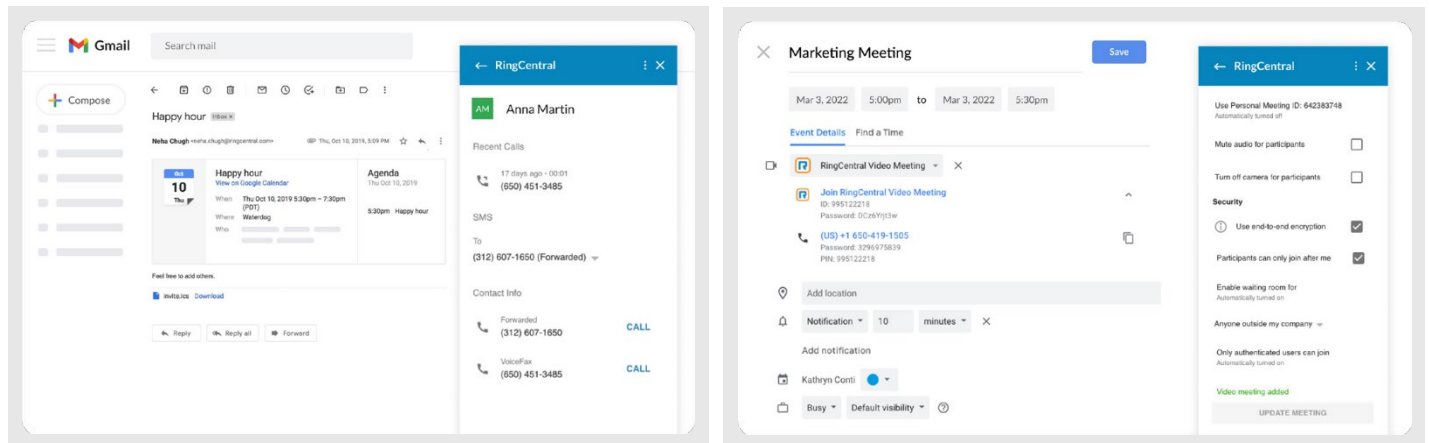 Gmail
Search mail
Compose
Happy hour Inbox x
Neha Chugh <neha.chugh@ringcentral.com> Thu, Oct 10, 2019, 5:09 PM
Oct
10
Thu
Happy hour
View on Google Calendar
When Thu Oct 10, 2019 5:30pm – 7:30pm
(PDT)
Where Waterdog
Who
Agenda
Thu Oct 10, 2019
5:30pm Happy hour
Feel free to add others.
invite.ics Download
Reply Reply all Forward
RingCentral
AM Anna Martin
Recent Calls
17 days ago - 00:01
(650) 451-3485
SMS
To
(312) 607-1650 (Forwarded)
Contact Info
Forwarded
(312) 607-1650 CALL
VoiceFax
(650) 451-3485 CALL
Marketing Meeting Save
Mar 3, 2022 5:00pm to Mar 3, 2022 5:30pm
Event Details Find a Time
RingCentral Video Meeting
Join RingCentral Video Meeting
ID: 995122218
Password: DCz6Yrjt3w
(US) +1 650-419-1505
Password: 3296975839
PIN: 995122218
Add location
Notification 10 minutes
Add notification
Kathryn Conti
Busy Default visibility
RingCentral
Use Personal Meeting ID: 642383748
Automatically turned off
Mute audio for participants
Turn off camera for participants
Security
Use end-to-end encryption
Participants can only join after me
Enable waiting room for
Automatically turned on
Anyone outside my company
Only authenticated users can join
Automatically turned on
Video meeting added
UPDATE MEETING